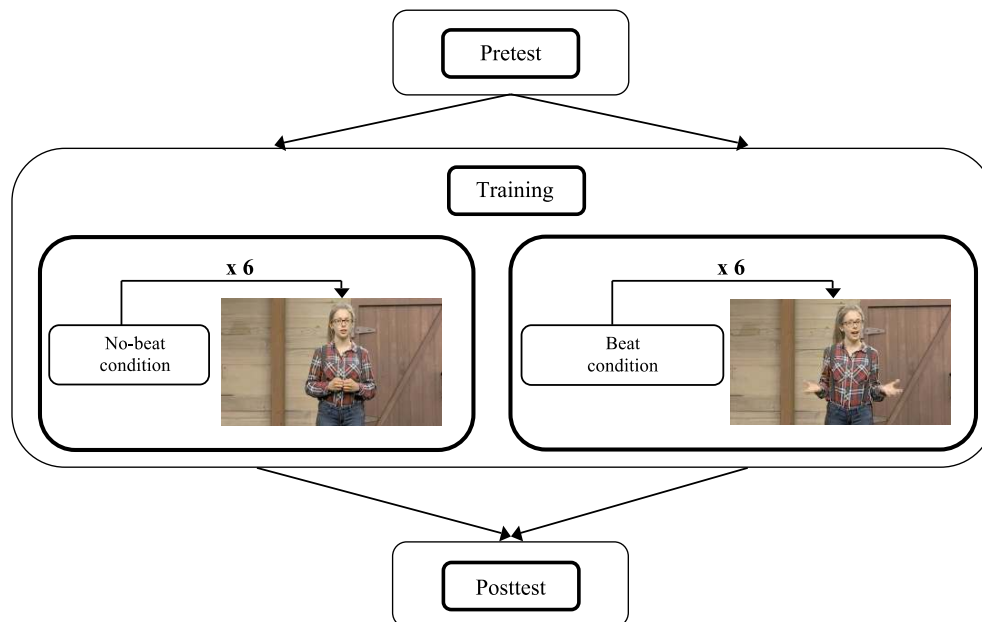 Pretest
Training
x 6
No-beat
condition
x 6
Beat
condition
Posttest